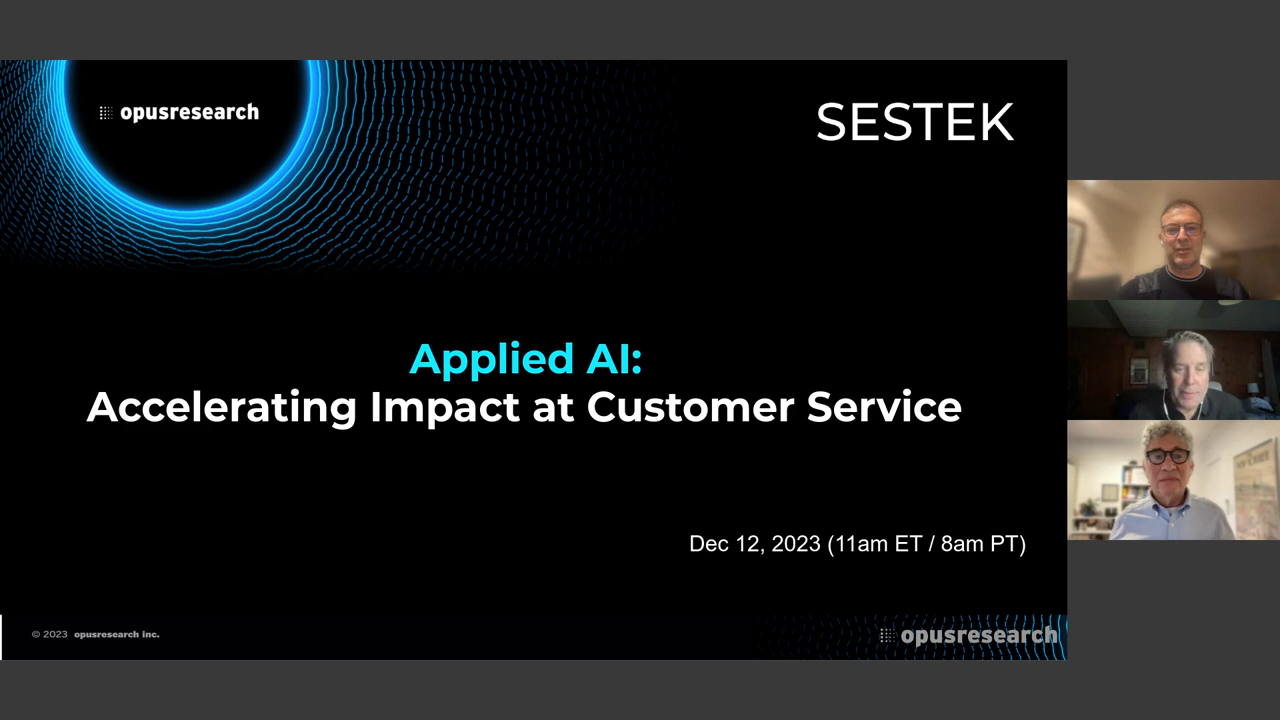 opusresearch
SESTEK
Applied AI:
Accelerating Impact at Customer Service
Dec 12, 2023 (11am ET / 8am PT)
© 2023 opusresearch inc.
opusresearch